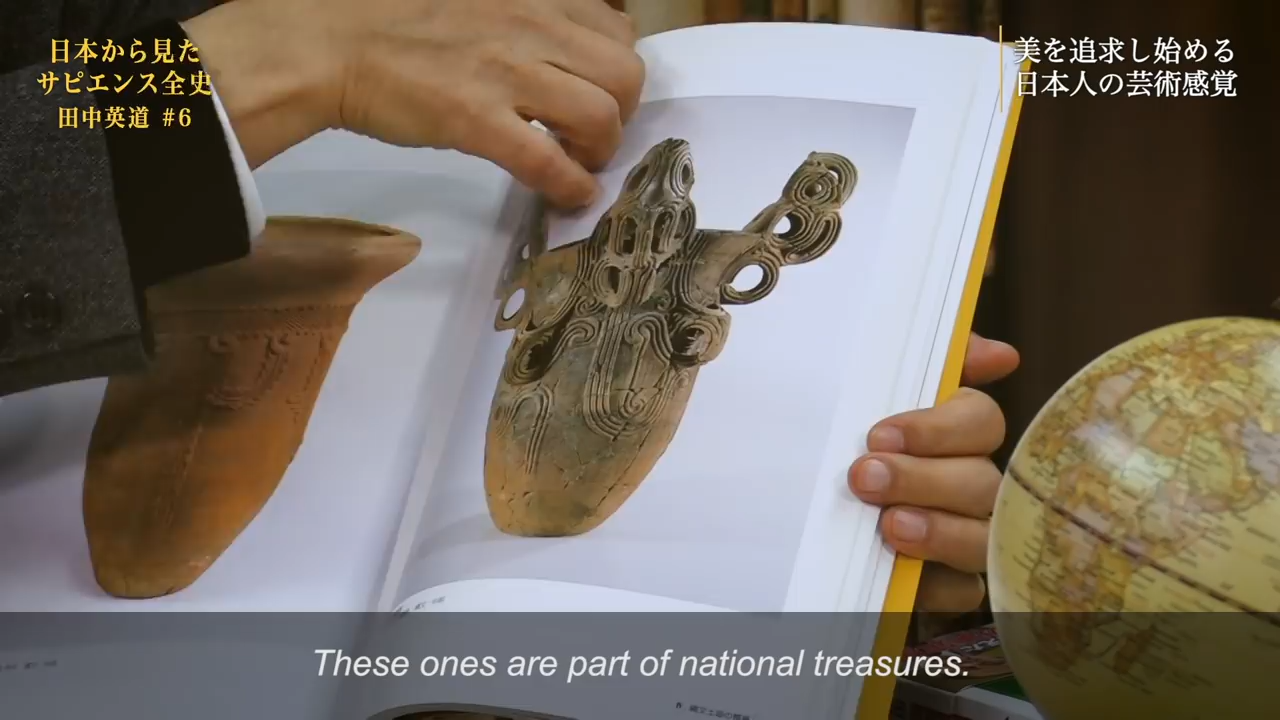 日本から見た
サピエンス全史
田中英道 #6
美を追求し始める
日本人の芸術感覚
These ones are part of national treasures.